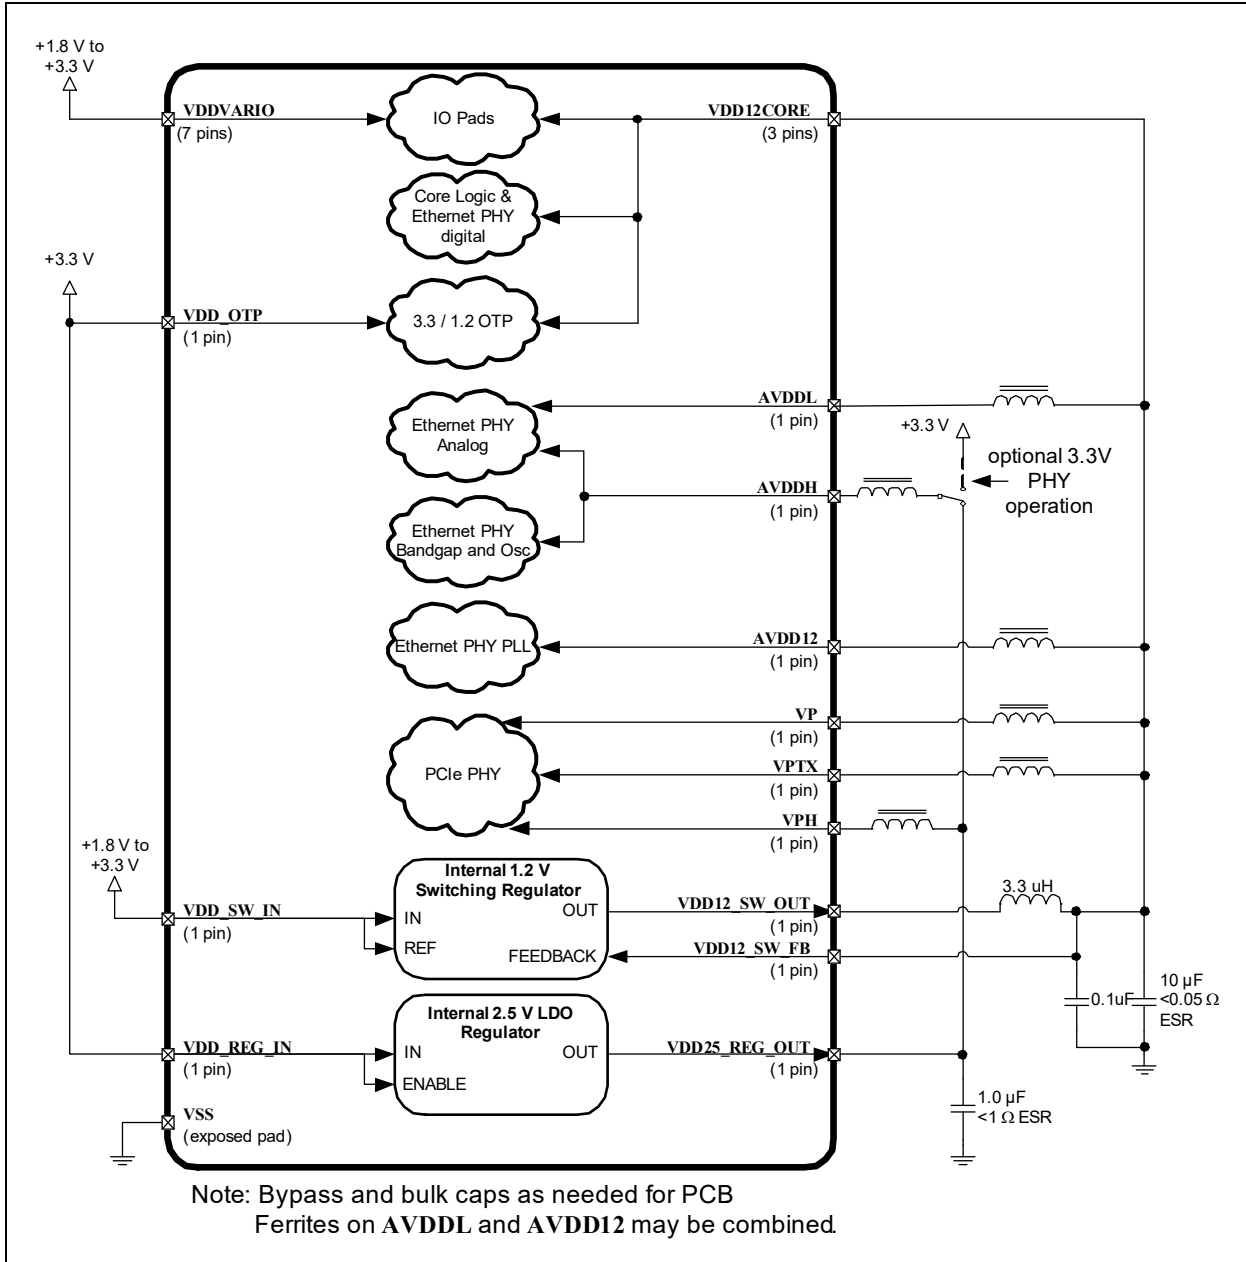 +1.8 V to
+3.3 V
VDDVARIO
(7 pins)
IO Pads
VDD12CORE
(3 pins)
Core Logic &
Ethernet PHY
digital
+3.3 V
VDD_OTP
(1 pin)
3.3 / 1.2 OTP
AVDDL
(1 pin)
Ethernet PHY
Analog
+3.3 V
optional 3.3V
PHY
operation
AVDDH
(1 pin)
Ethernet PHY
Bandgap and Osc
Ethernet PHY PLL
AVDD12
(1 pin)
VP
(1 pin)
PCIe PHY
VPTX
(1 pin)
VPH
(1 pin)
+1.8 V to
+3.3 V
Internal 1.2 V
Switching Regulator
VDD_SW_IN
(1 pin)
IN
REF
OUT
FEEDBACK
VDD12_SW_OUT
(1 pin)
3.3 uH
VDD12_SW_FB
(1 pin)
0.1uF
10 µF
<0.05 Ω
ESR
Internal 2.5 V LDO
Regulator
VDD_REG_IN
(1 pin)
IN
ENABLE
OUT
VDD25_REG_OUT
(1 pin)
1.0 µF
<1 Ω ESR
VSS
(exposed pad)
Note: Bypass and bulk caps as needed for PCB
Ferrites on AVDDL and AVDD12 may be combined.